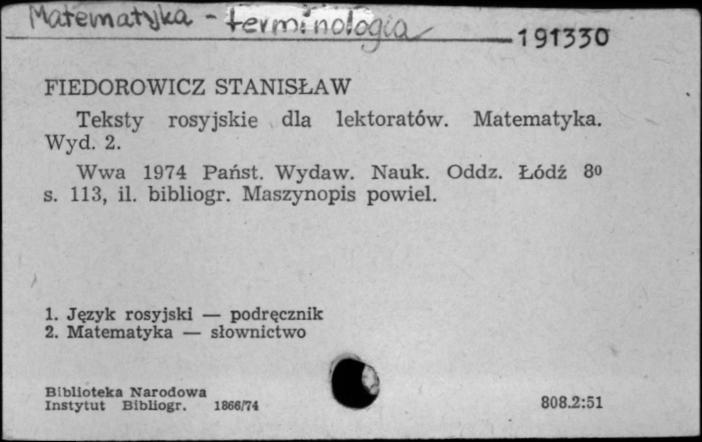 Matematyka - terminologia
191330
FIEDOROWICZ STANISŁAW
Teksty rosyjskie dla lektoratów. Matematyka.
Wyd. 2.
Wwa 1974 Państ. Wydaw. Nauk. Oddz. Łódź 8⁰
s. 113, il. bibliogr. Maszynopis powiel.
1. Język rosyjski — podręcznik
2. Matematyka — słownictwo
Biblioteka Narodowa
Instytut Bibliogr. 1866/74
808.2:51